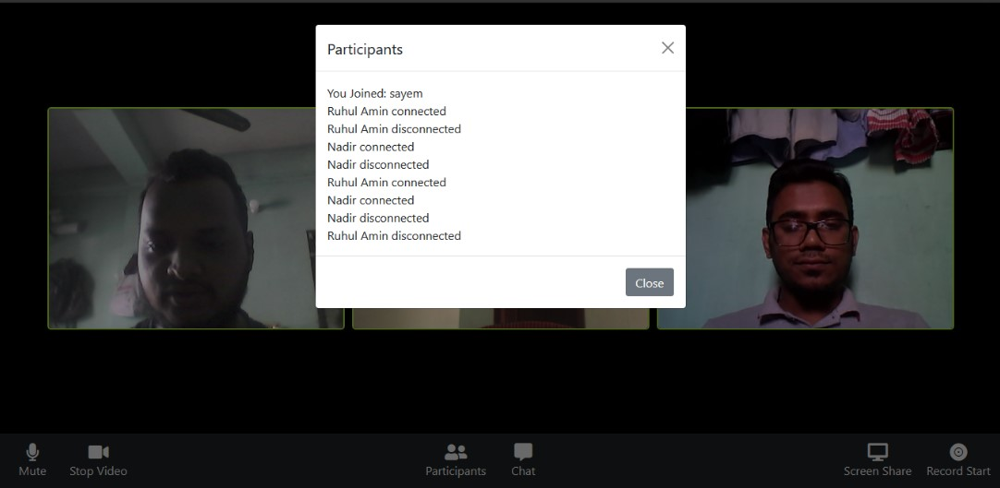 Participants
You Joined: sayem
Ruhul Amin connected
Ruhul Amin disconnected
Nadir connected
Nadir disconnected
Ruhul Amin connected
Nadir connected
Nadir disconnected
Ruhul Amin disconnected
Close
Mute
Stop Video
Participants
Chat
Screen Share
Record Start